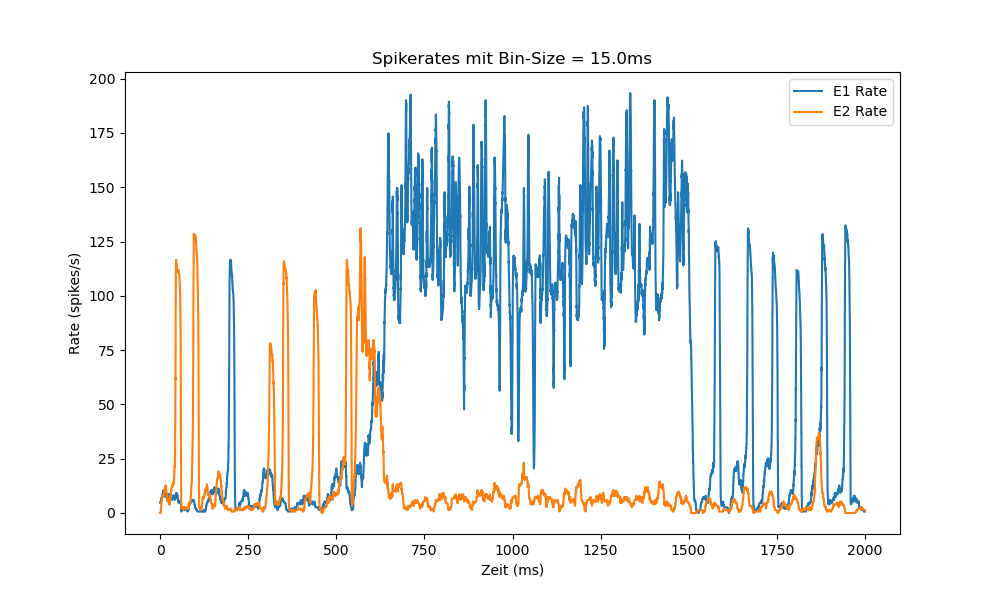 Spikerates mit Bin-Size = 15.0ms
E1 Rate
E2 Rate
Rate (spikes/s)
200
175
150
125
100
75
50
25
0
0 250 500 750 1000 1250 1500 1750 2000
Zeit (ms)